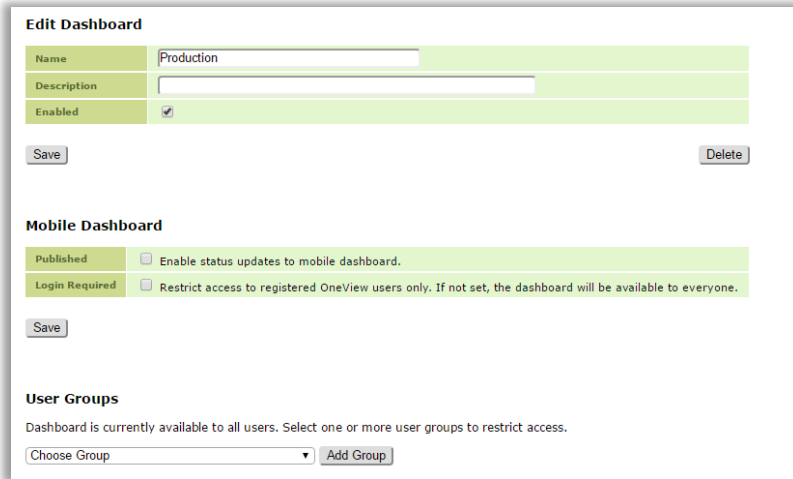 Edit Dashboard
Name Production
Description
Enabled
Save Delete
Mobile Dashboard
Published Enable status updates to mobile dashboard.
Login Required Restrict access to registered OneView users only. If not set, the dashboard will be available to everyone.
Save
User Groups
Dashboard is currently available to all users. Select one or more user groups to restrict access.
Choose Group Add Group